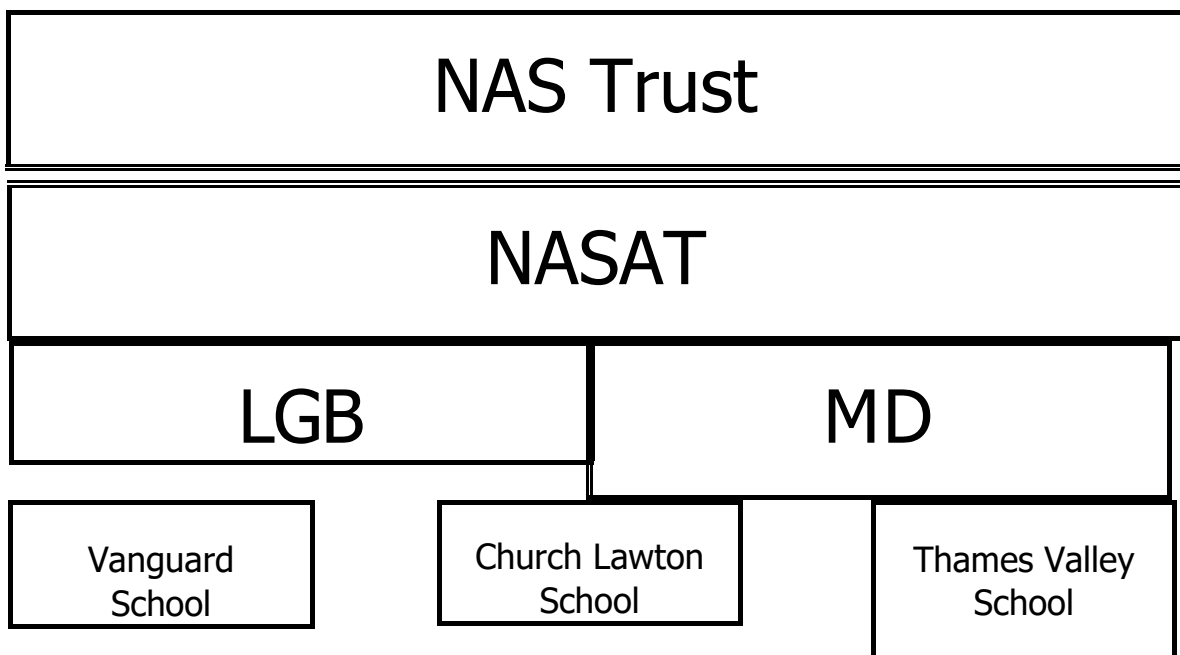 NAS Trust
NASAT
LGB
MD
Vanguard
School
Church Lawton
School
Thames Valley
School